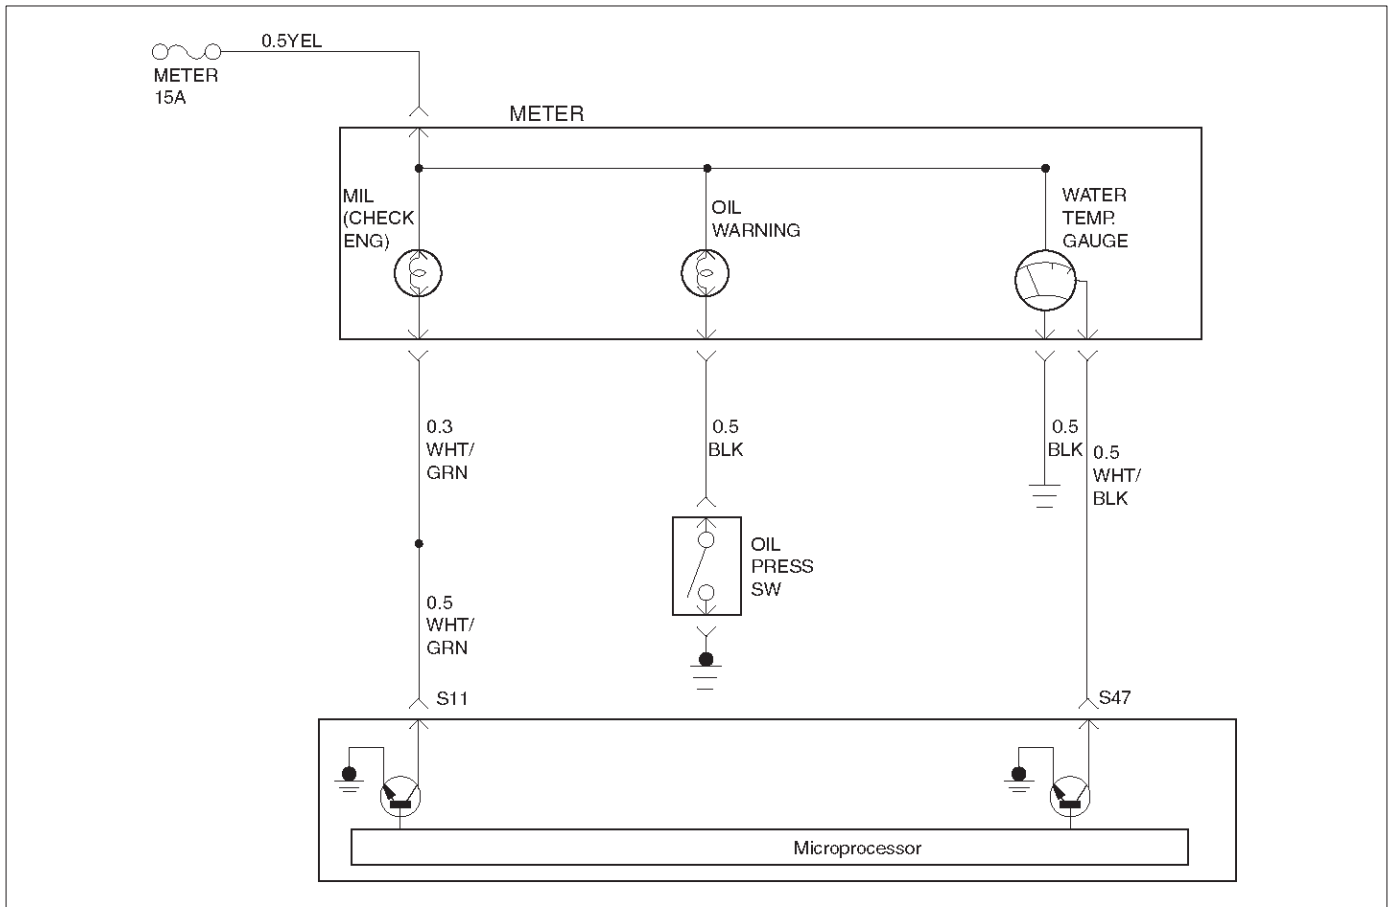 0.5YEL
METER
15A
METER
MIL
(CHECK
ENG)
OIL
WARNING
WATER
TEMP.
GAUGE
0.3
WHT/
GRN
0.5
BLK
0.5
BLK
0.5
WHT/
BLK
OIL
PRESS
SW
0.5
WHT/
GRN
S11
S47
Microprocessor